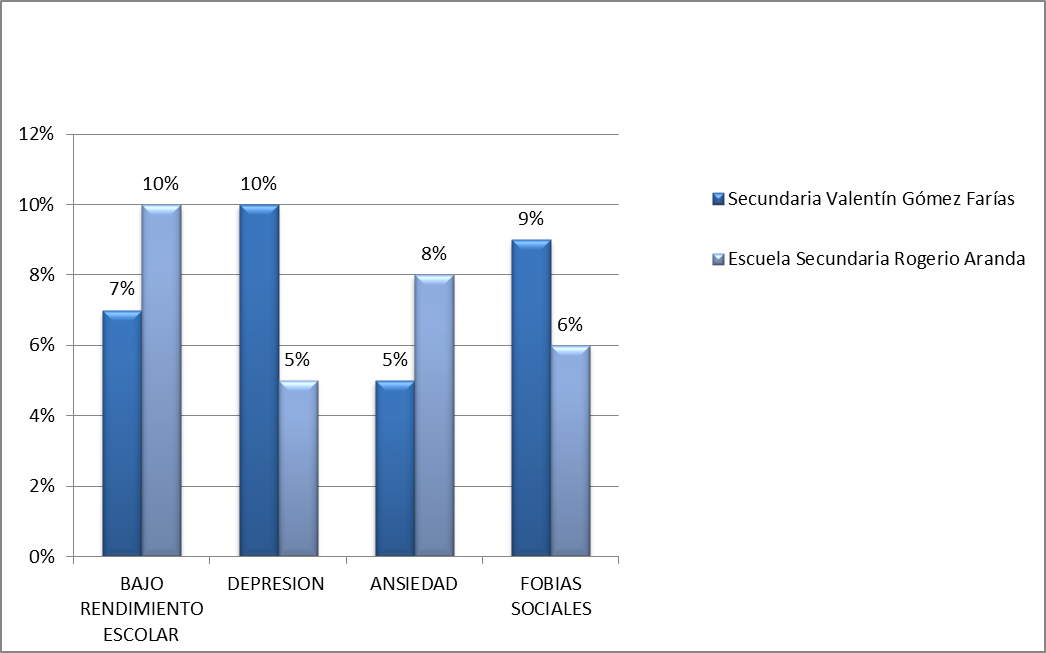 12%
10%
8%
6%
4%
2%
0%
7%
10%
10%
5%
5%
8%
9%
6%
BAJO
RENDIMIENTO
ESCOLAR
DEPRESION
ANSIEDAD
FOBIAS
SOCIALES
Secundaria Valentín Gómez Farías
Escuela Secundaria Rogerio Aranda